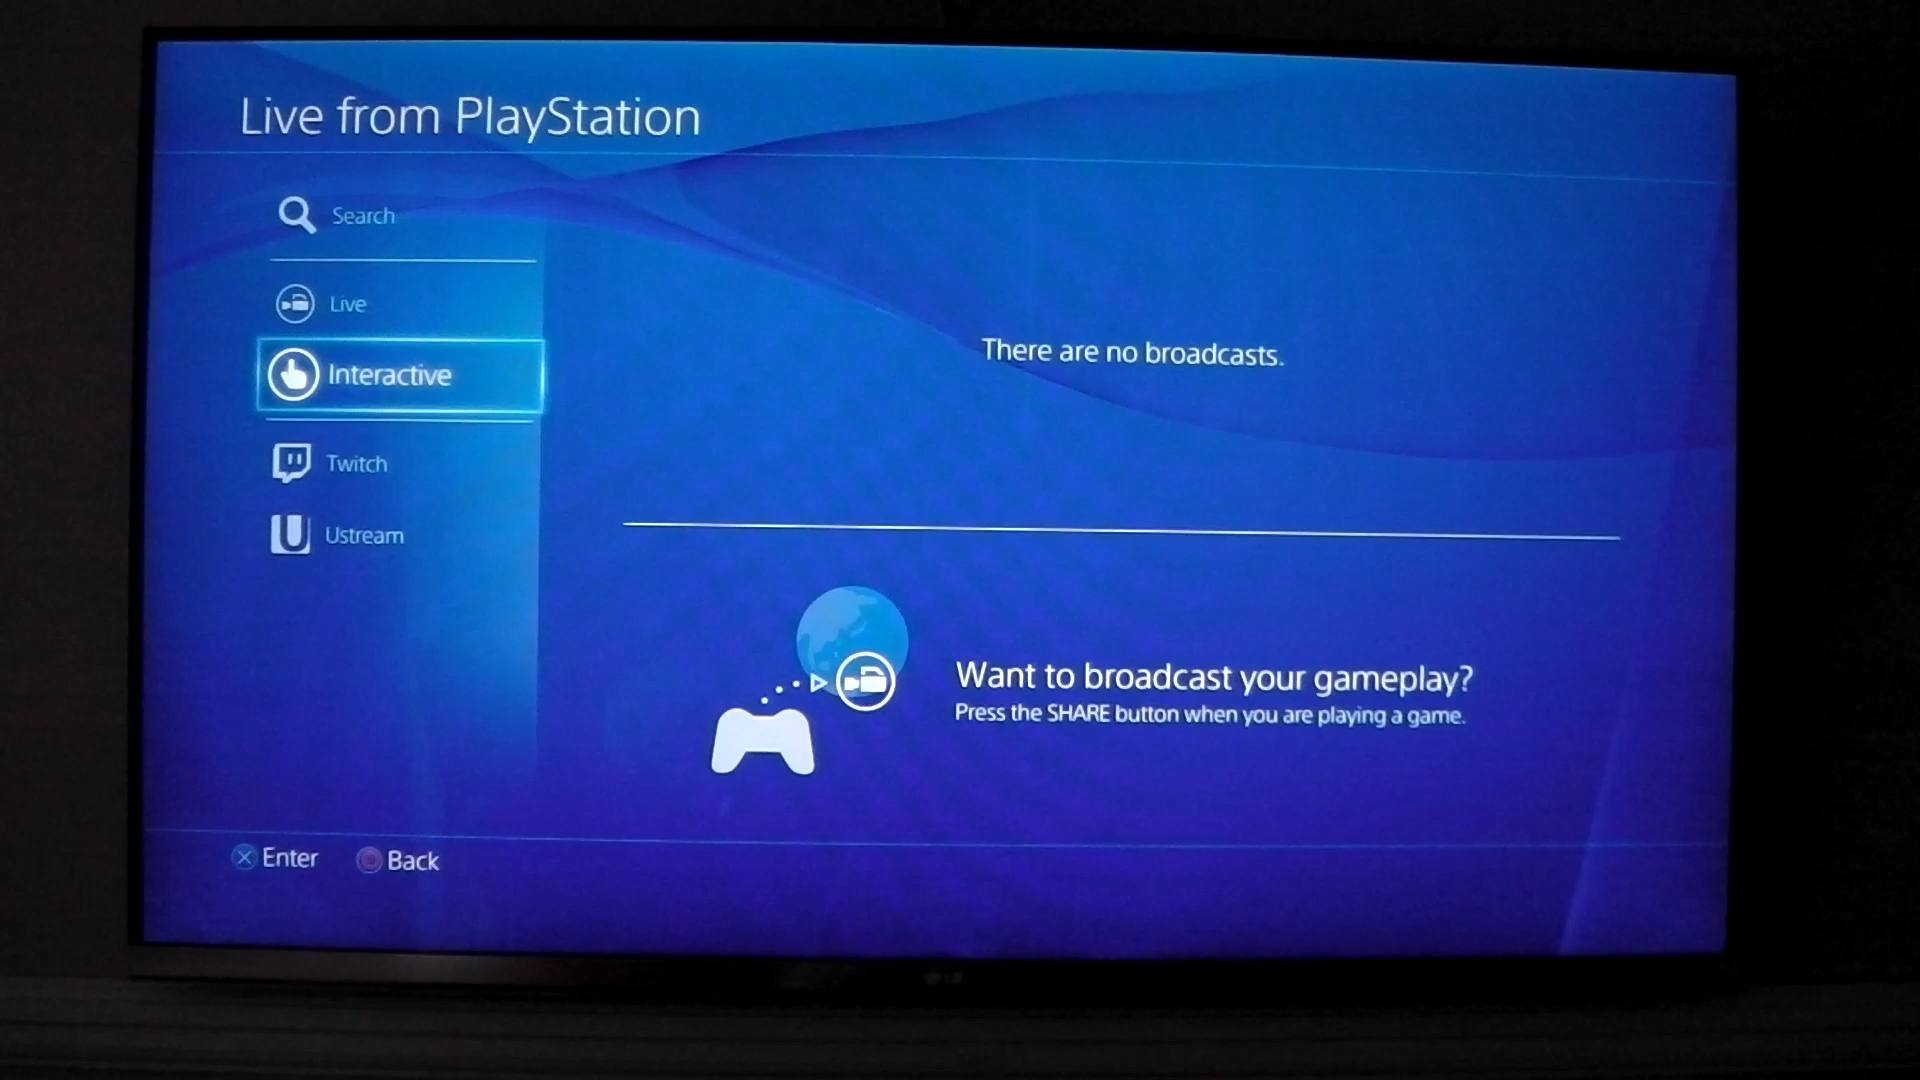 Live from PlayStation
Search
Live
Interactive
Twitch
Ustream
There are no broadcasts.
Want to broadcast your gameplay?
Press the SHARE button when you are playing a game.
Enter
Back
LG